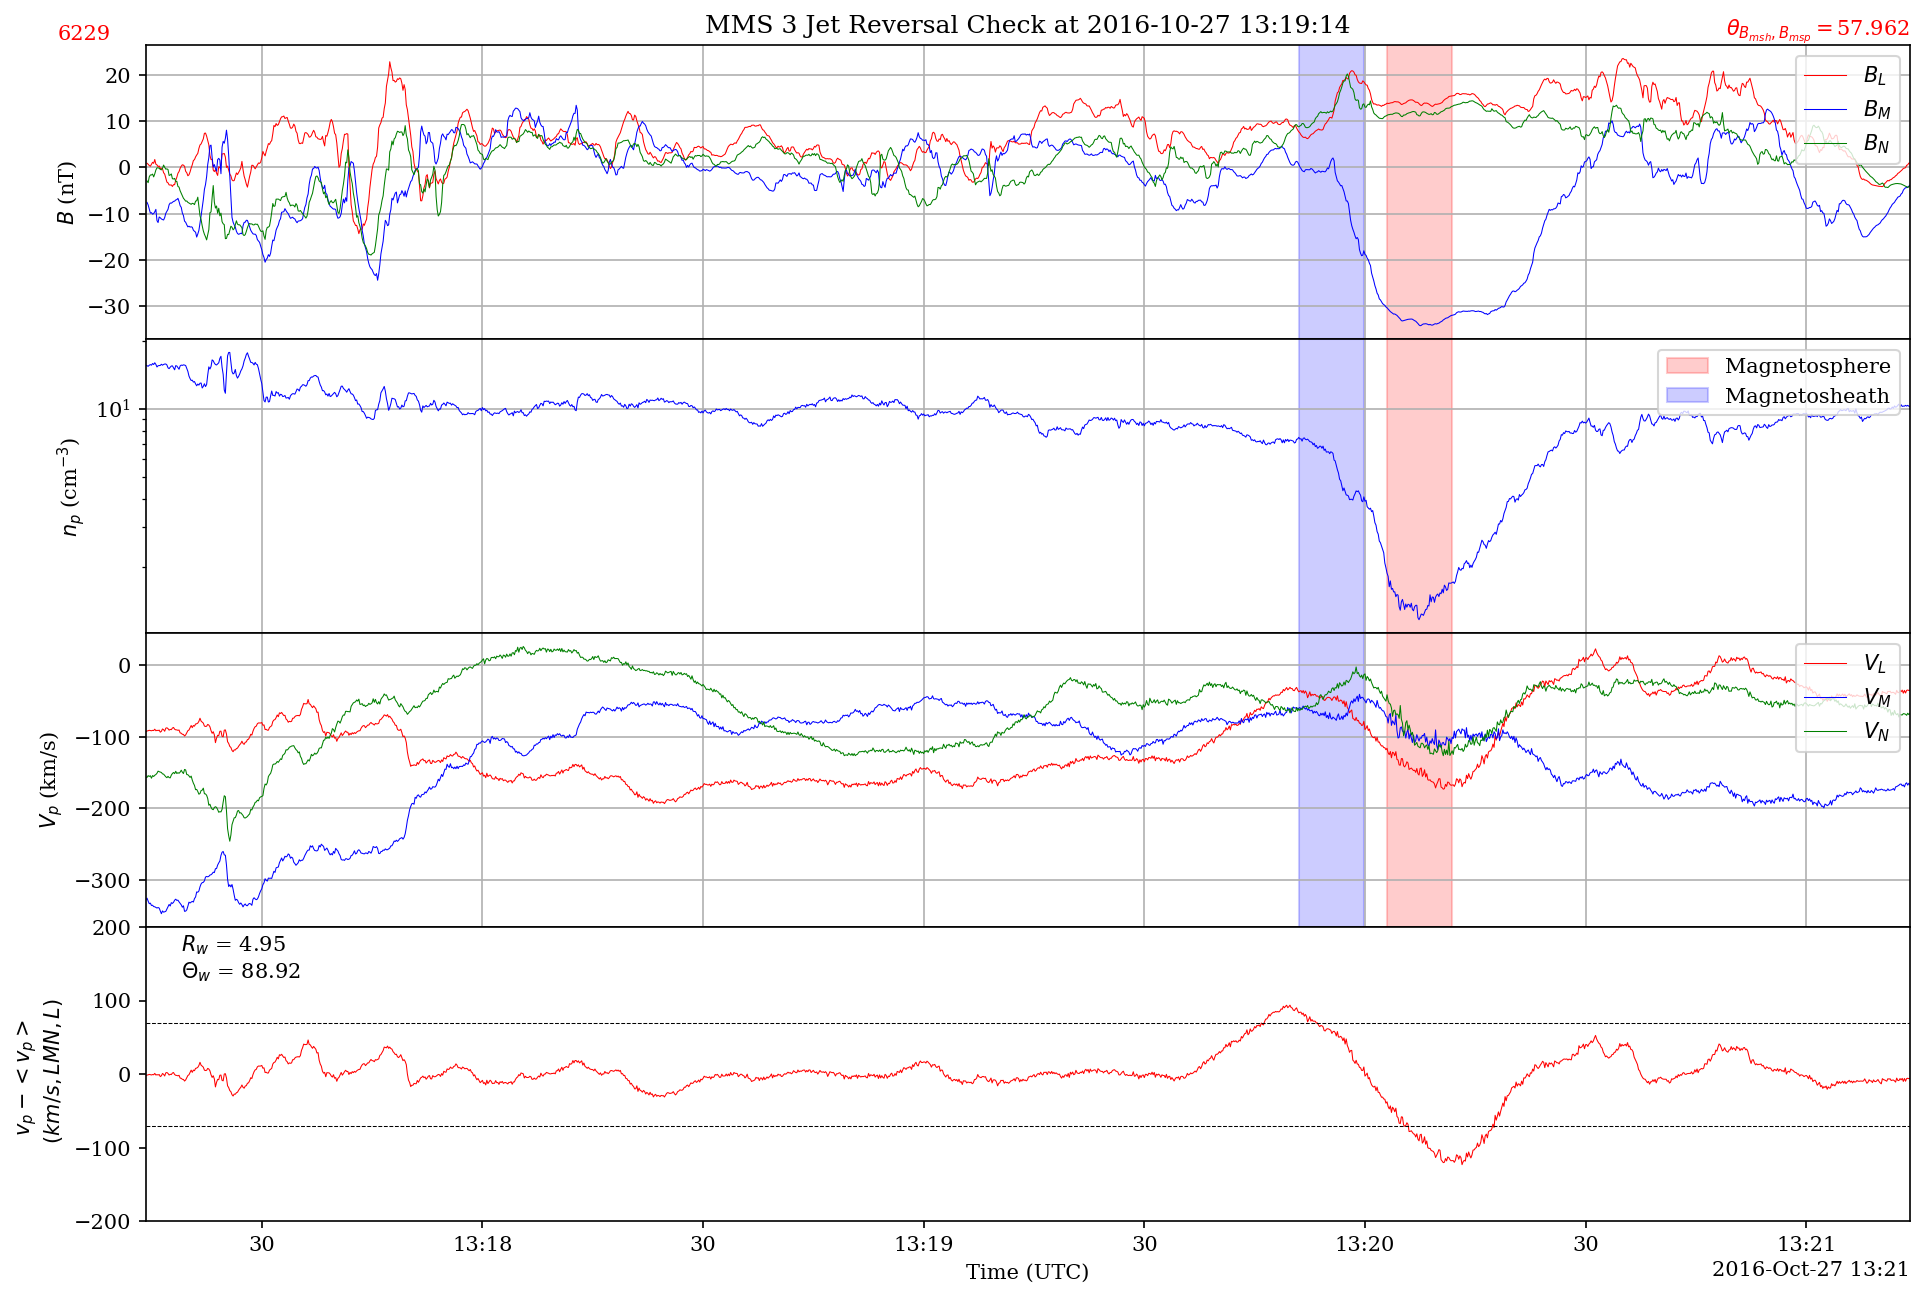 MMS 3 Jet Reversal Check at 2016-10-27 13:19:14
6229
θ_{B_{msh}, B_{msp}} = 57.962
20
10
0
−10
−20
−30
B (nT)
B_L
B_M
B_N
10^1
n_p (cm^{−3})
Magnetosphere
Magnetosheath
0
−100
−200
−300
V_p (km/s)
V_L
V_M
V_N
200
100
0
−100
−200
v_p − < v_p >
(km/s, LMN, L)
R_w = 4.95
Θ_w = 88.92
30
13:18
30
13:19
30
13:20
30
13:21
Time (UTC)
2016-Oct-27 13:21